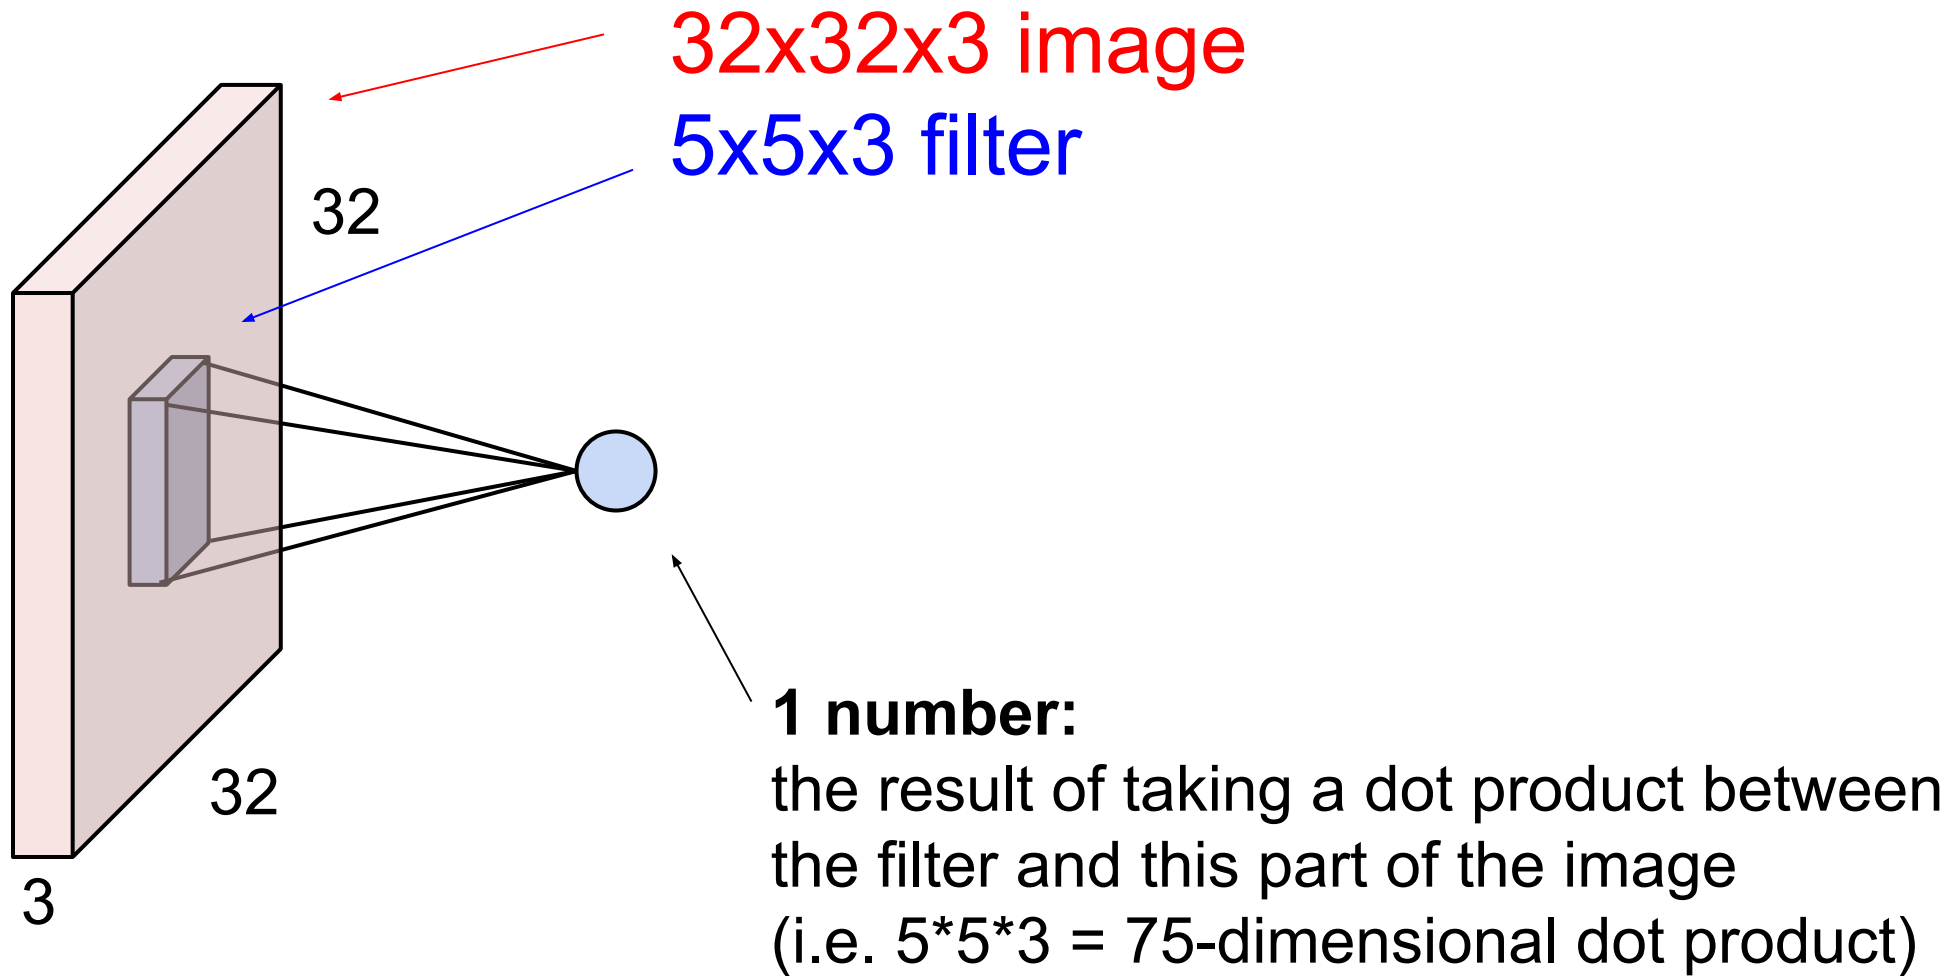 32x32x3 image
5x5x3 filter
32
32
3
1 number:
the result of taking a dot product between
the filter and this part of the image
(i.e. 5*5*3 = 75-dimensional dot product)